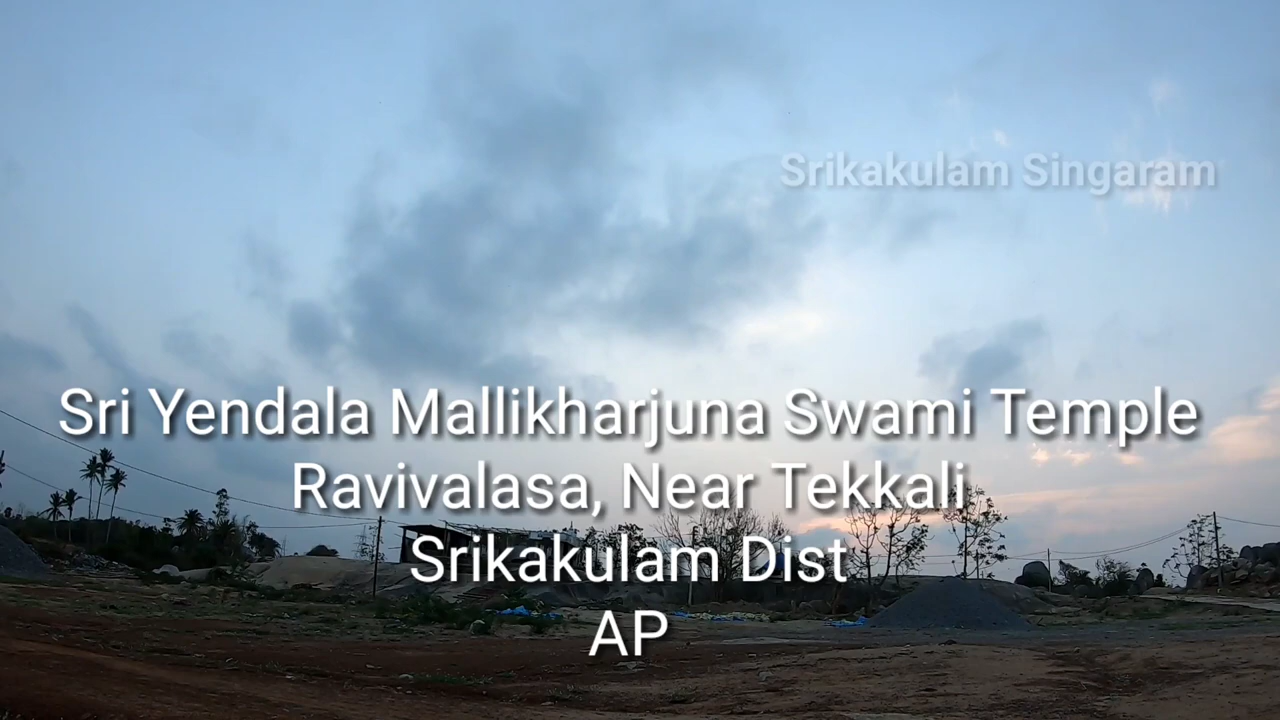 Srikakulam Singaram
Sri Yendala Mallikharjuna Swami Temple
Ravivalasa, Near Tekkali
Srikakulam Dist
AP